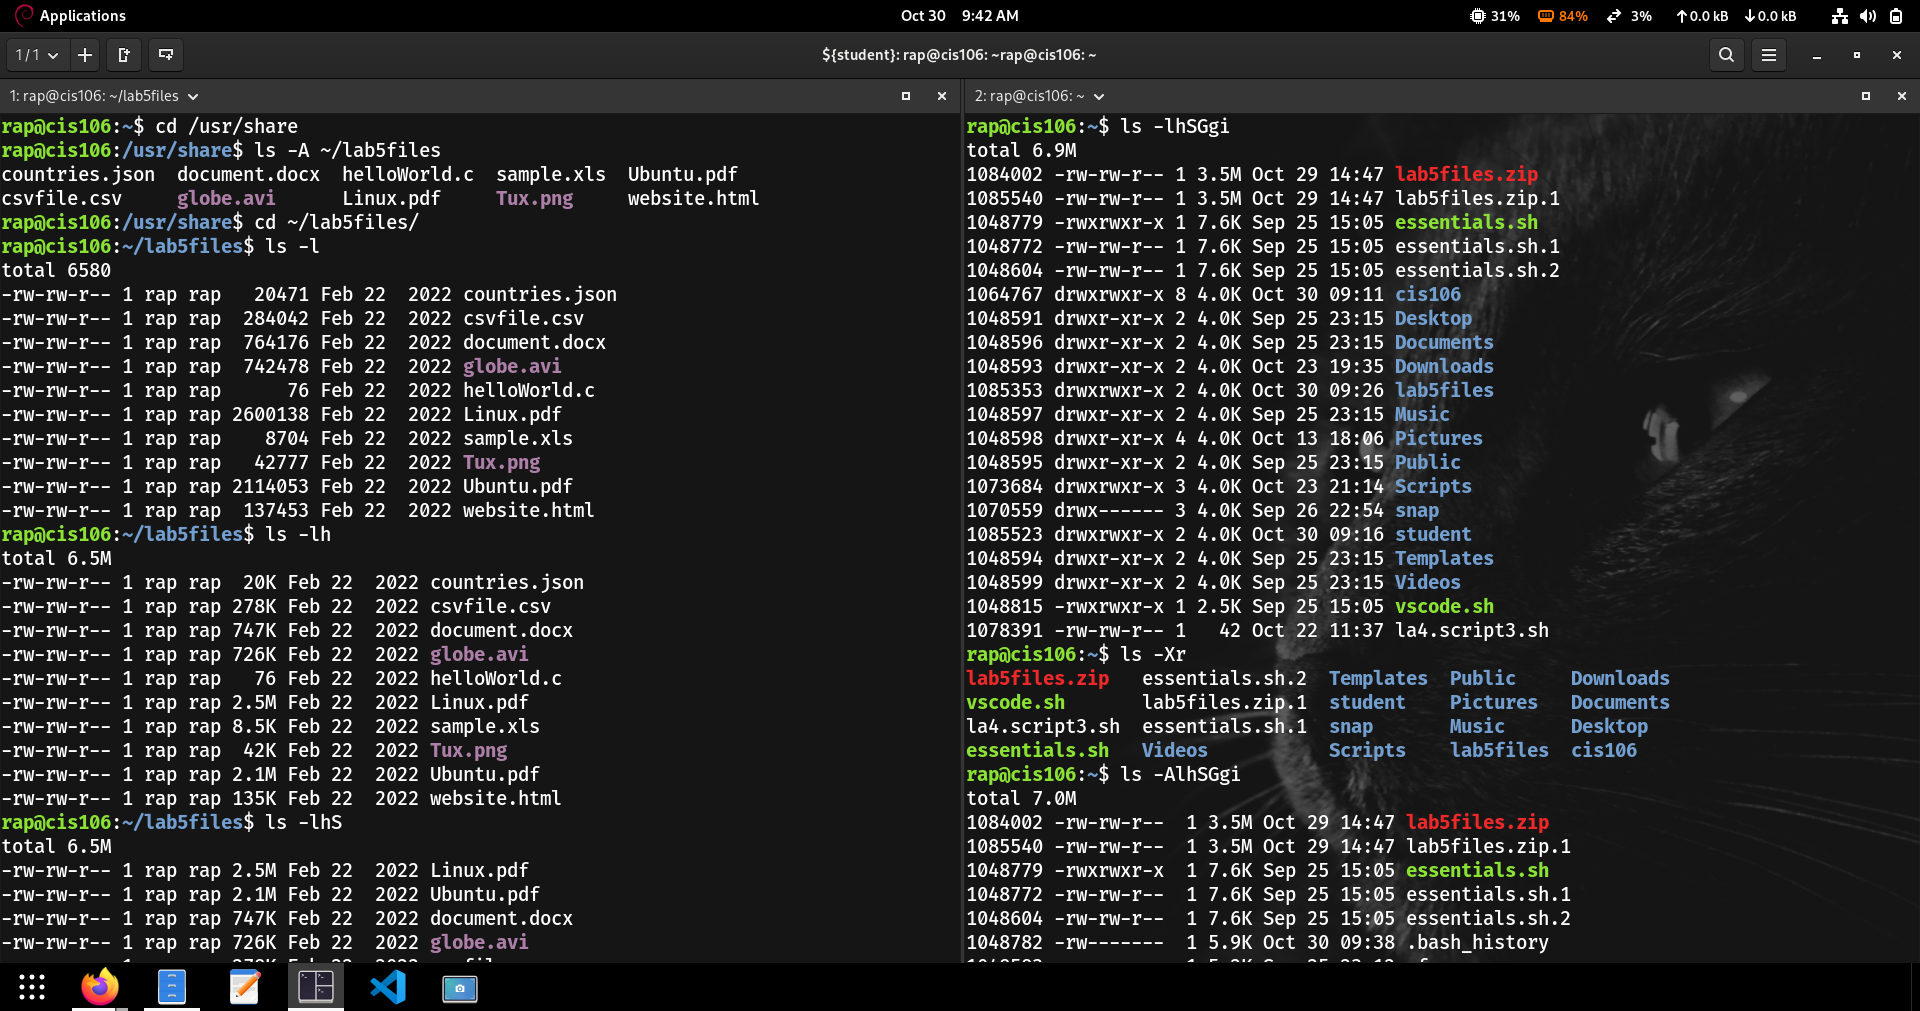 Applications
Oct 30 9:42 AM
31% 84% 3% ↑0.0 kB ↓0.0 kB
1/1
${student}: rap@cis106: ~rap@cis106: ~
1: rap@cis106: ~/lab5files
rap@cis106:~$ cd /usr/share
rap@cis106:/usr/share$ ls -A ~/lab5files
countries.json document.docx helloWorld.c sample.xls Ubuntu.pdf
csvfile.csv globe.avi Linux.pdf Tux.png website.html
rap@cis106:/usr/share$ cd ~/lab5files/
rap@cis106:~/lab5files$ ls -l
total 6580
-rw-rw-r-- 1 rap rap 20471 Feb 22 2022 countries.json
-rw-rw-r-- 1 rap rap 284042 Feb 22 2022 csvfile.csv
-rw-rw-r-- 1 rap rap 764176 Feb 22 2022 document.docx
-rw-rw-r-- 1 rap rap 742478 Feb 22 2022 globe.avi
-rw-rw-r-- 1 rap rap 76 Feb 22 2022 helloWorld.c
-rw-rw-r-- 1 rap rap 2600138 Feb 22 2022 Linux.pdf
-rw-rw-r-- 1 rap rap 8704 Feb 22 2022 sample.xls
-rw-rw-r-- 1 rap rap 42777 Feb 22 2022 Tux.png
-rw-rw-r-- 1 rap rap 2114053 Feb 22 2022 Ubuntu.pdf
-rw-rw-r-- 1 rap rap 137453 Feb 22 2022 website.html
rap@cis106:~/lab5files$ ls -lh
total 6.5M
-rw-rw-r-- 1 rap rap 20K Feb 22 2022 countries.json
-rw-rw-r-- 1 rap rap 278K Feb 22 2022 csvfile.csv
-rw-rw-r-- 1 rap rap 747K Feb 22 2022 document.docx
-rw-rw-r-- 1 rap rap 726K Feb 22 2022 globe.avi
-rw-rw-r-- 1 rap rap 76 Feb 22 2022 helloWorld.c
-rw-rw-r-- 1 rap rap 2.5M Feb 22 2022 Linux.pdf
-rw-rw-r-- 1 rap rap 8.5K Feb 22 2022 sample.xls
-rw-rw-r-- 1 rap rap 42K Feb 22 2022 Tux.png
-rw-rw-r-- 1 rap rap 2.1M Feb 22 2022 Ubuntu.pdf
-rw-rw-r-- 1 rap rap 135K Feb 22 2022 website.html
rap@cis106:~/lab5files$ ls -lhS
total 6.5M
-rw-rw-r-- 1 rap rap 2.5M Feb 22 2022 Linux.pdf
-rw-rw-r-- 1 rap rap 2.1M Feb 22 2022 Ubuntu.pdf
-rw-rw-r-- 1 rap rap 747K Feb 22 2022 document.docx
-rw-rw-r-- 1 rap rap 726K Feb 22 2022 globe.avi
2: rap@cis106: ~
rap@cis106:~$ ls -lhSGgi
total 6.9M
1084002 -rw-rw-r-- 1 3.5M Oct 29 14:47 lab5files.zip
1085540 -rw-rw-r-- 1 3.5M Oct 29 14:47 lab5files.zip.1
1048779 -rwxrwxr-x 1 7.6K Sep 25 15:05 essentials.sh
1048772 -rw-rw-r-- 1 7.6K Sep 25 15:05 essentials.sh.1
1048604 -rw-rw-r-- 1 7.6K Sep 25 15:05 essentials.sh.2
1064767 drwxrwxr-x 8 4.0K Oct 30 09:11 cis106
1048591 drwxr-xr-x 2 4.0K Sep 25 23:15 Desktop
1048596 drwxr-xr-x 2 4.0K Sep 25 23:15 Documents
1048593 drwxr-xr-x 2 4.0K Oct 23 19:35 Downloads
1085353 drwxrwxr-x 2 4.0K Oct 30 09:26 lab5files
1048597 drwxr-xr-x 2 4.0K Sep 25 23:15 Music
1048598 drwxr-xr-x 4 4.0K Oct 13 18:06 Pictures
1048595 drwxr-xr-x 2 4.0K Sep 25 23:15 Public
1073684 drwxrwxr-x 3 4.0K Oct 23 21:14 Scripts
1070559 drwx------ 3 4.0K Sep 26 22:54 snap
1085523 drwxrwxr-x 2 4.0K Oct 30 09:16 student
1048594 drwxr-xr-x 2 4.0K Sep 25 23:15 Templates
1048599 drwxr-xr-x 2 4.0K Sep 25 23:15 Videos
1048815 -rwxrwxr-x 1 2.5K Sep 25 15:05 vscode.sh
1078391 -rw-rw-r-- 1 42 Oct 22 11:37 la4.script3.sh
rap@cis106:~$ ls -Xr
lab5files.zip essentials.sh.2 Templates Public Downloads
vscode.sh lab5files.zip.1 student Pictures Documents
la4.script3.sh essentials.sh.1 snap Music Desktop
essentials.sh Videos Scripts lab5files cis106
rap@cis106:~$ ls -AlhSGgi
total 7.0M
1084002 -rw-rw-r-- 1 3.5M Oct 29 14:47 lab5files.zip
1085540 -rw-rw-r-- 1 3.5M Oct 29 14:47 lab5files.zip.1
1048779 -rwxrwxr-x 1 7.6K Sep 25 15:05 essentials.sh
1048772 -rw-rw-r-- 1 7.6K Sep 25 15:05 essentials.sh.1
1048604 -rw-rw-r-- 1 7.6K Sep 25 15:05 essentials.sh.2
1048782 -rw------- 1 5.9K Oct 30 09:38 .bash_history